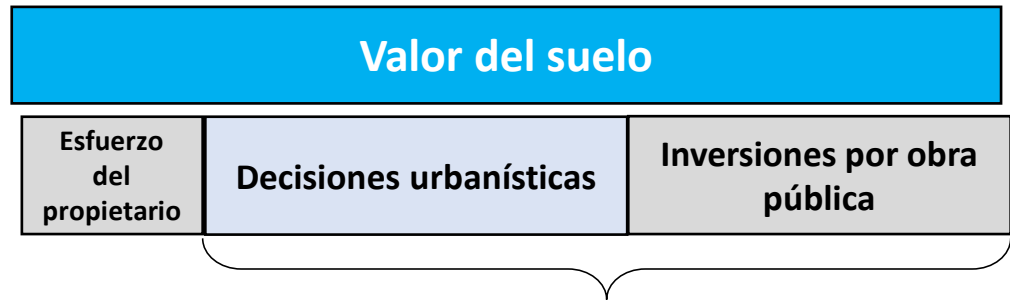 Valor del suelo
Esfuerzo
del
propietario
Decisiones urbanísticas
Inversiones por obra
pública